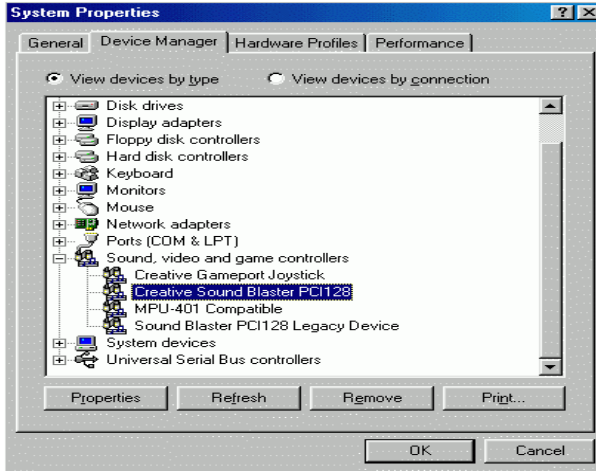 System Properties
General Device Manager Hardware Profiles Performance
View devices by type View devices by connection
Disk drives
Display adapters
Floppy disk controllers
Hard disk controllers
Keyboard
Monitors
Mouse
Network adapters
Ports (COM & LPT)
Sound, video and game controllers
Creative Gameport Joystick
Creative Sound Blaster PCI128
MPU-401 Compatible
Sound Blaster PCI128 Legacy Device
System devices
Universal Serial Bus controllers
Properties Refresh Remove Print...
OK Cancel